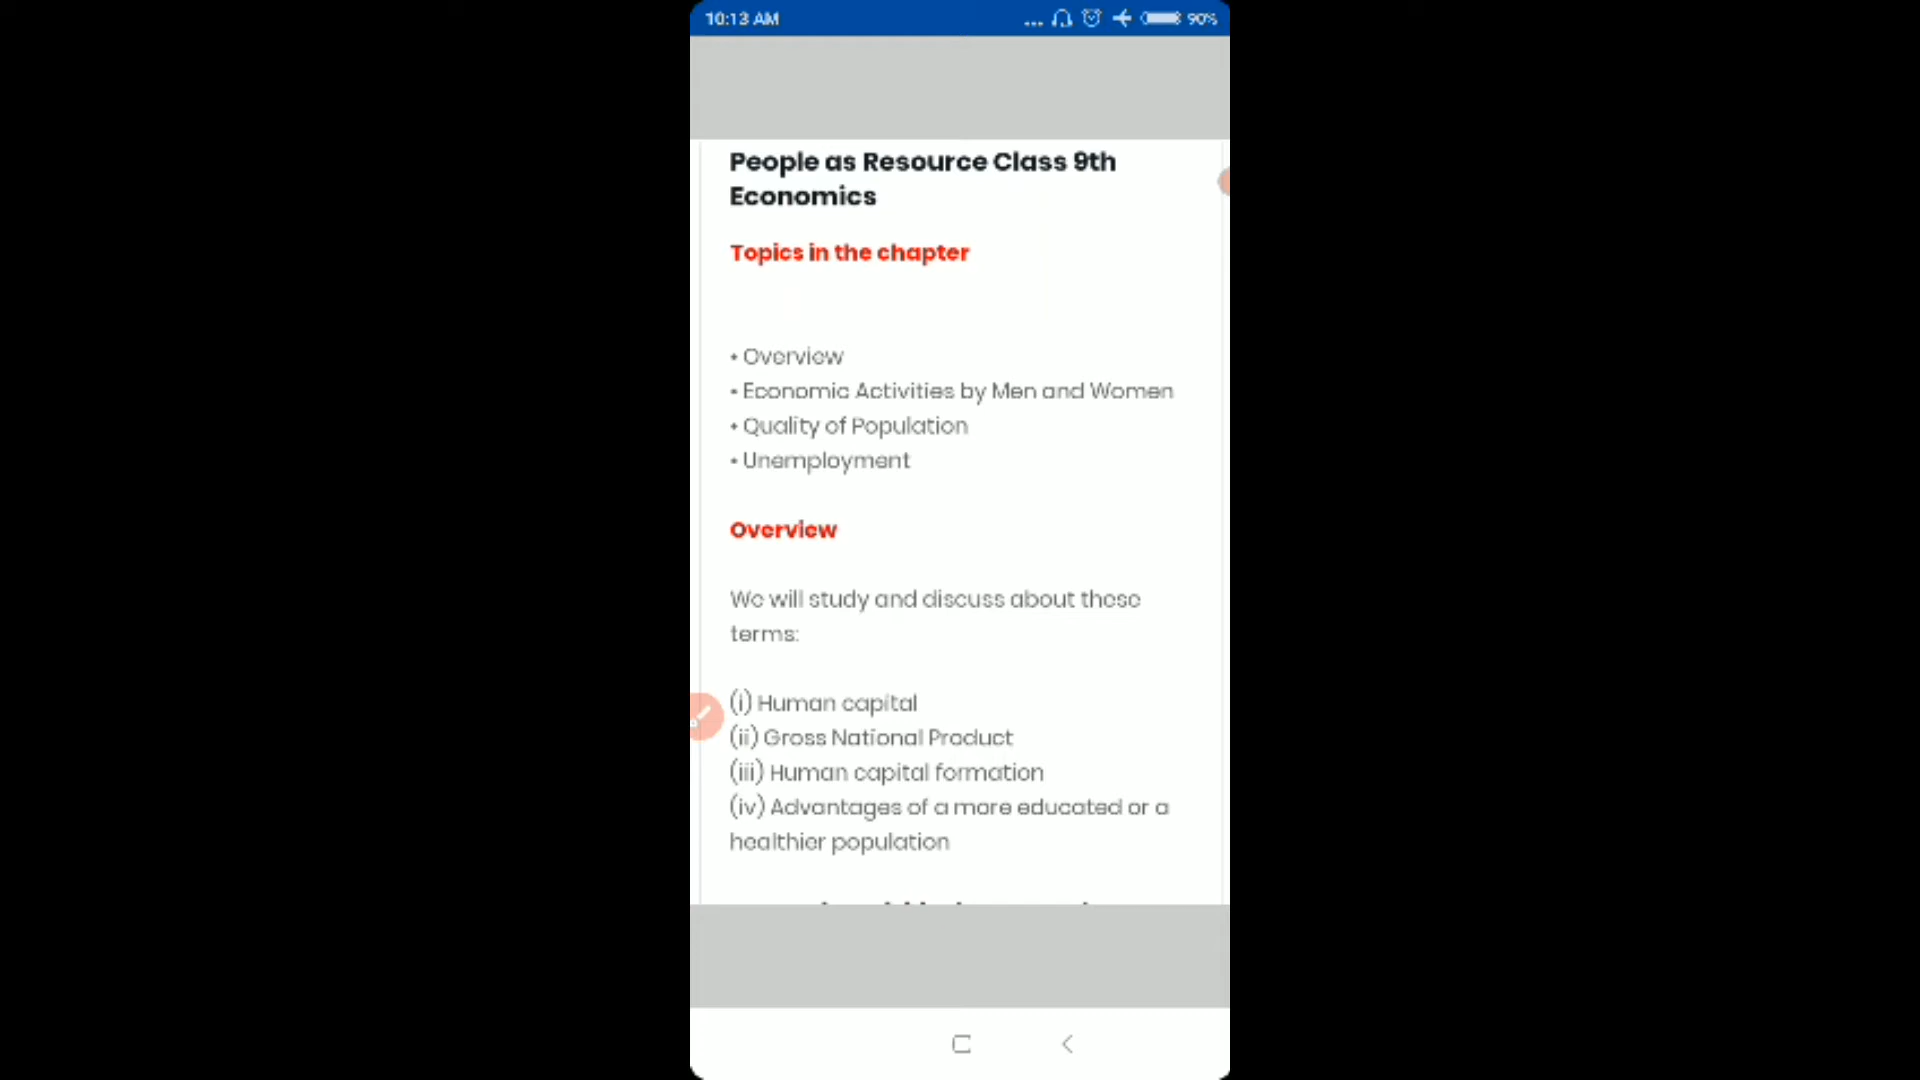 10:13 AM
... 90%
People as Resource Class 9th
Economics
Topics in the chapter
• Overview
• Economic Activities by Men and Women
• Quality of Population
• Unemployment
Overview
We will study and discuss about these
terms:
(i) Human capital
(ii) Gross National Product
(iii) Human capital formation
(iv) Advantages of a more educated or a
healthier population